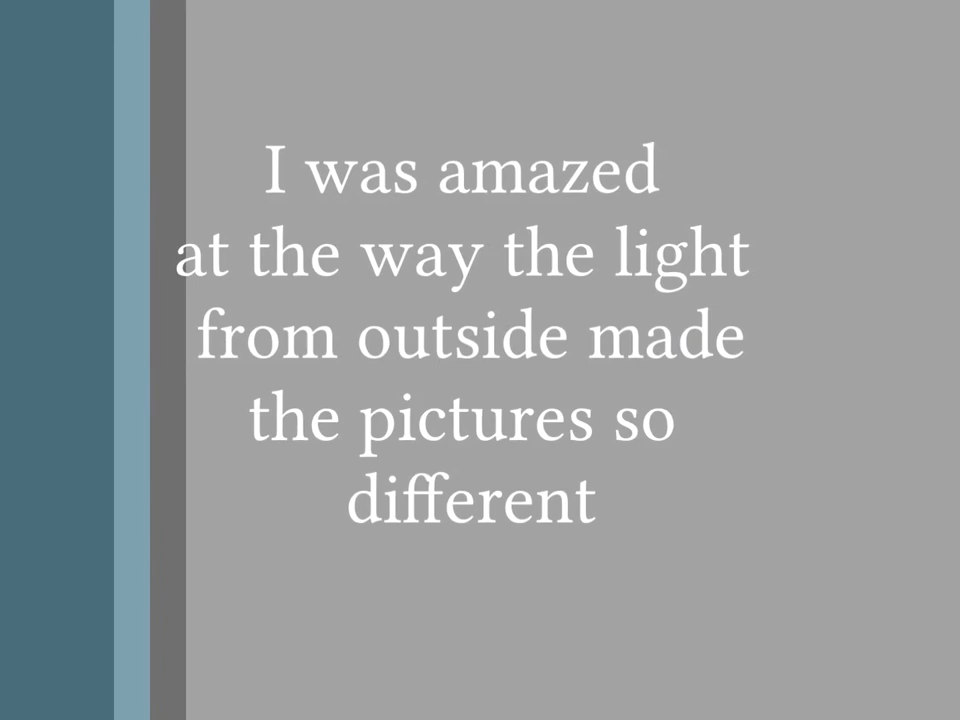 I was amazed
at the way the light
from outside made
the pictures so
different